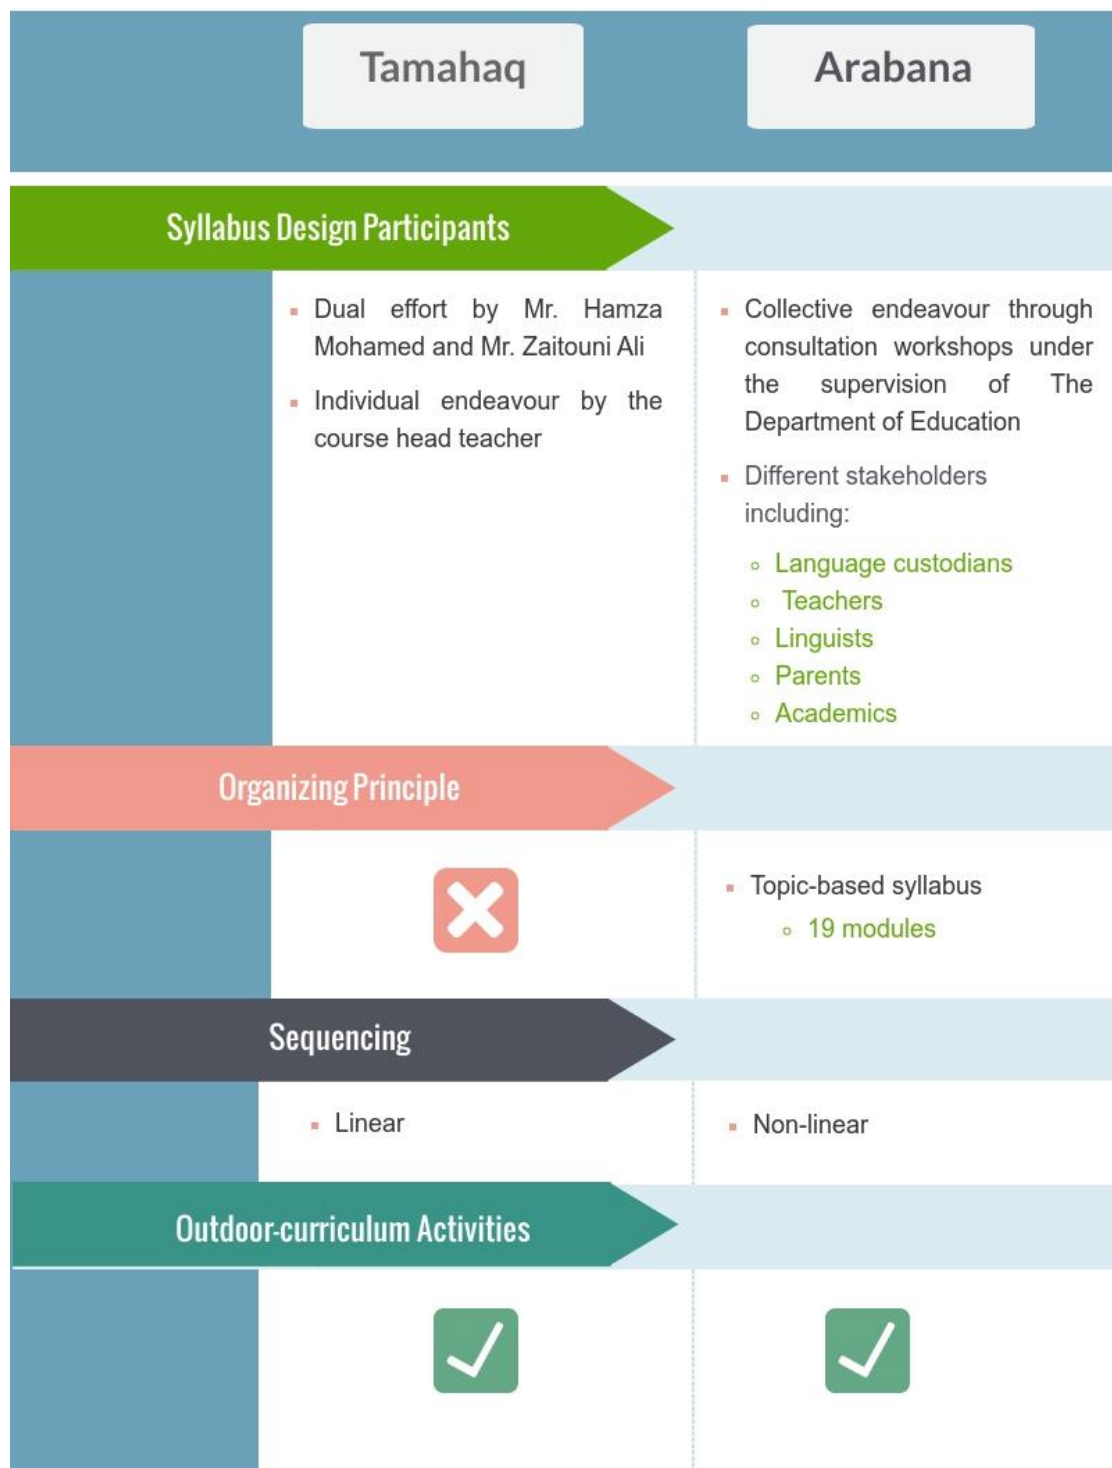 Tamahaq
Arabana
Syllabus Design Participants
Dual effort by Mr. Hamza
Mohamed and Mr. Zaitouni Ali
Individual endeavour by the
course head teacher
Collective endeavour through
consultation workshops under
the supervision of The
Department of Education
Different stakeholders
including:
Language custodians
Teachers
Linguists
Parents
Academics
Organizing Principle
Topic-based syllabus
19 modules
Sequencing
Linear
Non-linear
Outdoor-curriculum Activities